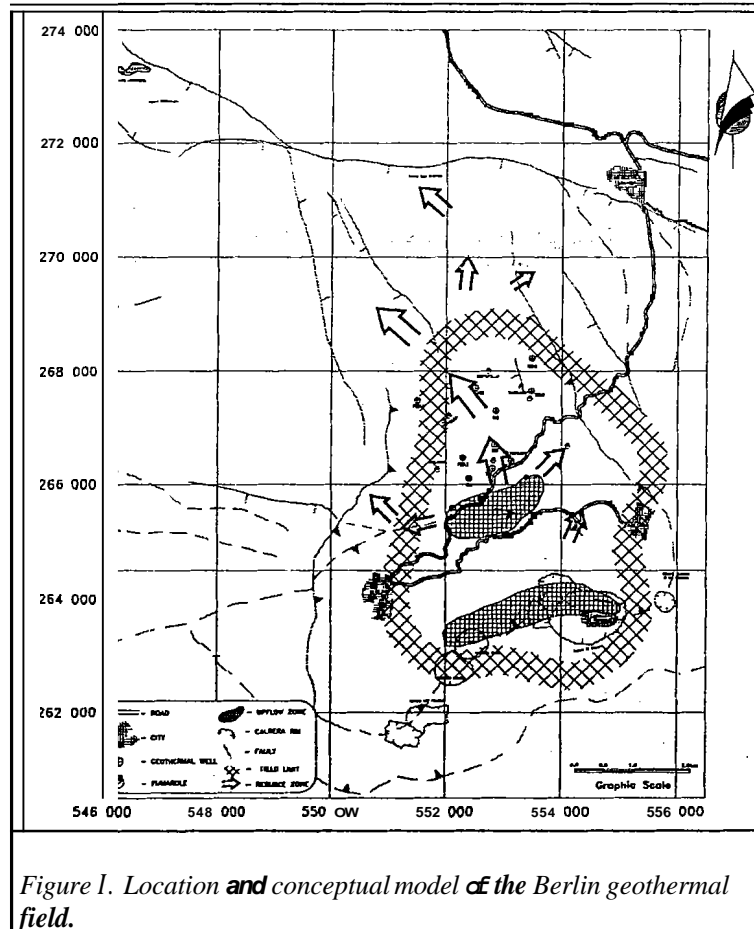 274 000
272 000
270 000
268 000
266 000
264 000
262 000
ROAD
CITY
GEOTHERMAL WELL
FUMAROLE
UPFLOW ZONE
CALDERA RIM
FAULT
FIELD LIMIT
Graphic Scale
546 000
548 000
550 OW
552 000
554 000
556 000
Figure I. Location and conceptual model of the Berlin geothermal
field.